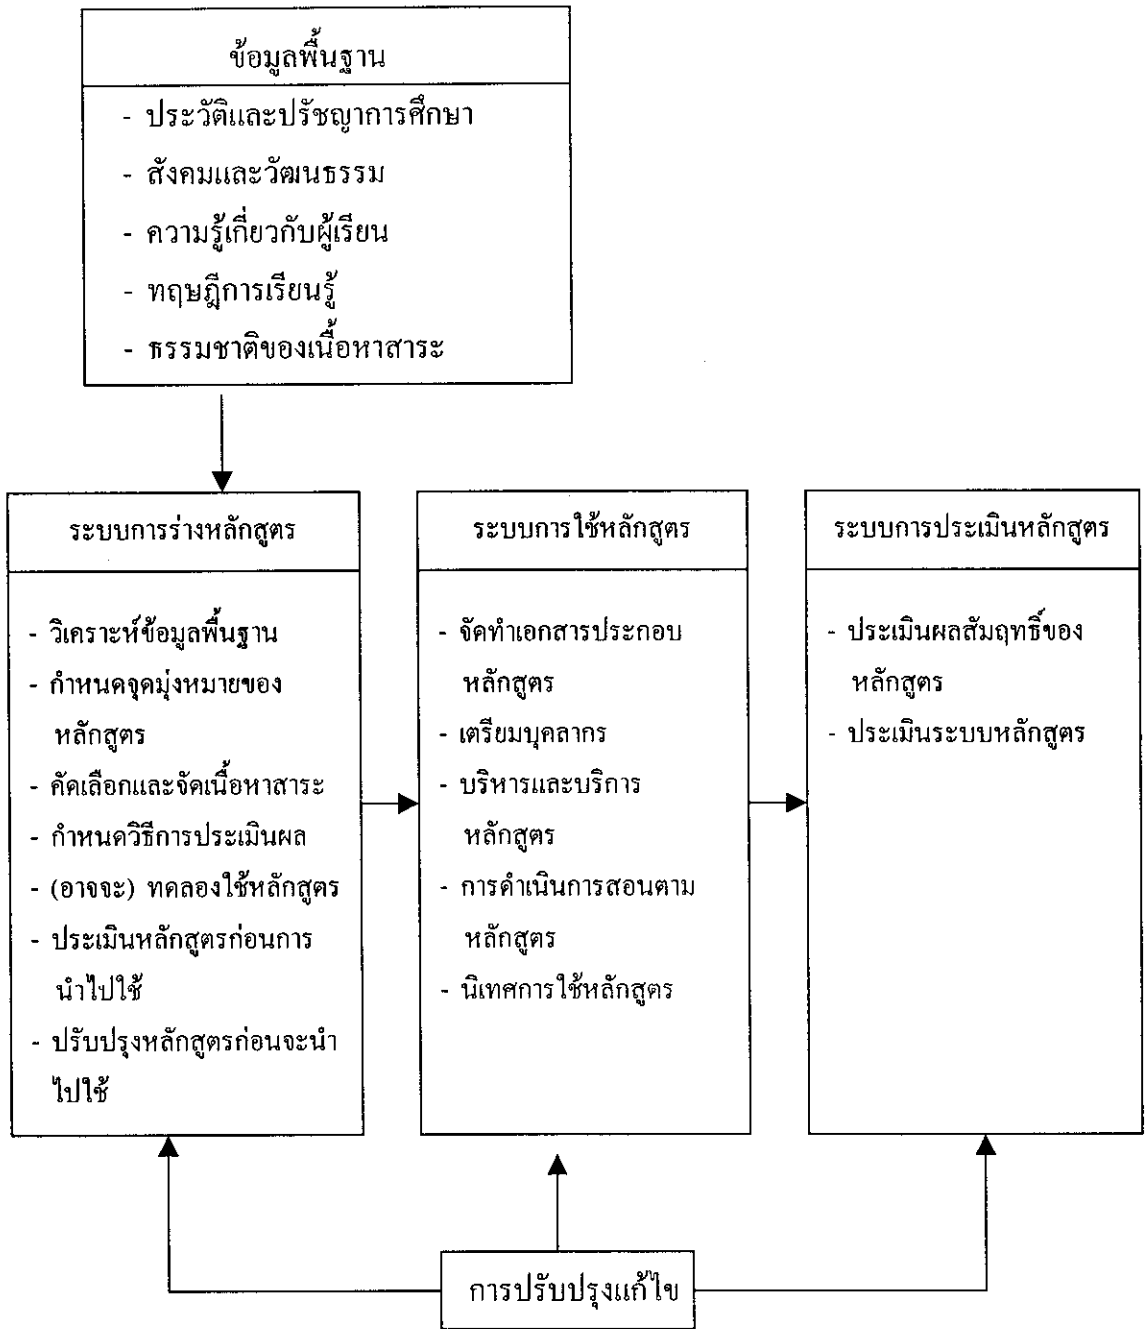 ข้อมูลพื้นฐาน
- ประวัติและปรัชญาการศึกษา
- สังคมและวัฒนธรรม
- ความรู้เกี่ยวกับผู้เรียน
- ทฤษฎีการเรียนรู้
- ธรรมชาติของเนื้อหาสาระ
ระบบการร่างหลักสูตร
- วิเคราะห์ข้อมูลพื้นฐาน
- กำหนดจุดมุ่งหมายของ
หลักสูตร
- คัดเลือกและจัดเนื้อหาสาระ
- กำหนดวิธีการประเมินผล
- (อาจจะ) ทดลองใช้หลักสูตร
- ประเมินหลักสูตรก่อนการ
นำไปใช้
- ปรับปรุงหลักสูตรก่อนจะนำ
ไปใช้
ระบบการใช้หลักสูตร
- จัดทำเอกสารประกอบ
หลักสูตร
- เตรียมบุคลากร
- บริหารและบริการ
หลักสูตร
- การดำเนินการสอนตาม
หลักสูตร
- นิเทศการใช้หลักสูตร
ระบบการประเมินหลักสูตร
- ประเมินผลสัมฤทธิ์ของ
หลักสูตร
- ประเมินระบบหลักสูตร
การปรับปรุงแก้ไข